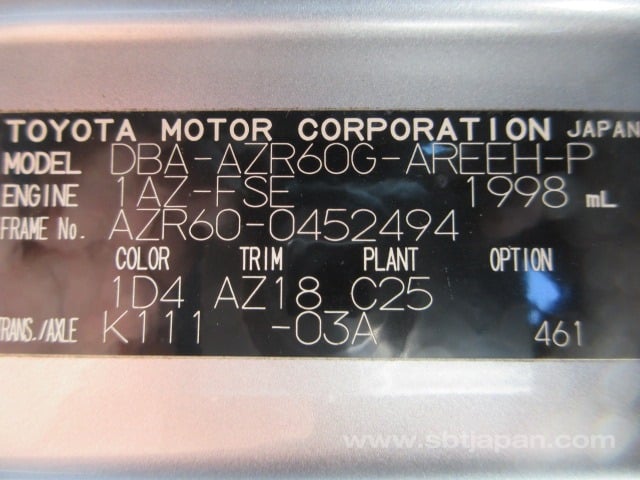 TOYOTA MOTOR CORPORATION JAPAN
MODEL DBA-AZR60G-AREEH-P
ENGINE 1AZ-FSE 1998 mL
FRAME No. AZR60-0452494
COLOR TRIM PLANT OPTION
1D4 AZ18 C25
TRANS./AXLE K111 -03A 461
www.sbtjapan.com